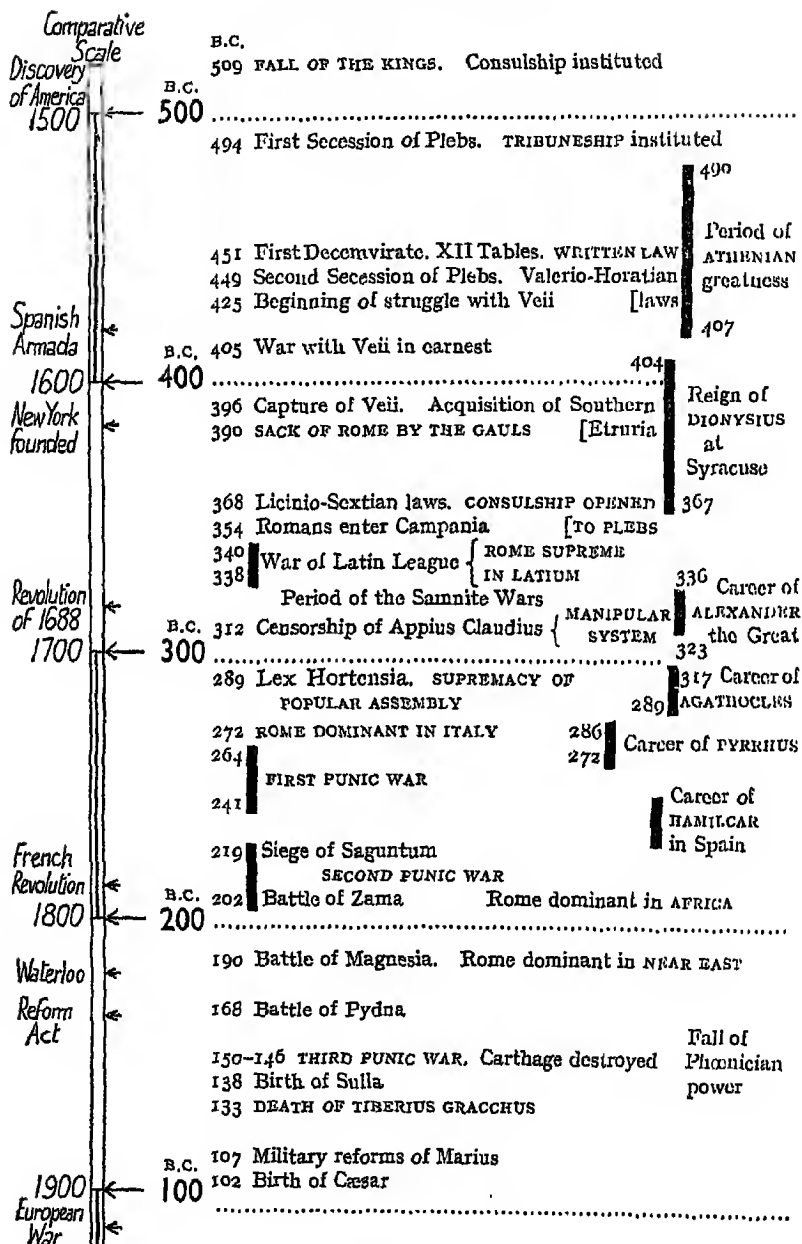 Comparative
Scale
Discovery
of America
1500
B.C.
500
B.C.
509 FALL OF THE KINGS. Consulship instituted
494 First Secession of Plebs. TRIBUNESHIP instituted
490
Period of
ATHENIAN
greatness
407
451 First Decemvirate. XII Tables. WRITTEN LAW
449 Second Secession of Plebs. Valerio-Horatian
425 Beginning of struggle with Veii [laws
Spanish
Armada
1600
B.C.
400
405 War with Veii in earnest
404
Reign of
DIONYSIUS
at
Syracuse
367
New York
founded
396 Capture of Veii. Acquisition of Southern
390 SACK OF ROME BY THE GAULS [Etruria
368 Licinio-Sextian laws. CONSULSHIP OPENED
354 Romans enter Campania [TO PLEBS
340
338
War of Latin League { ROME SUPREME
IN LATIUM
Period of the Samnite Wars
336
Career of
ALEXANDER
the Great
323
Revolution
of 1688
1700
B.C.
300
312 Censorship of Appius Claudius { MANIPULAR
SYSTEM
289 Lex Hortensia. SUPREMACY OF
POPULAR ASSEMBLY
317 Career of
289 AGATHOCLES
272 ROME DOMINANT IN ITALY
286
272
Career of PYRRHUS
264
FIRST PUNIC WAR
241
Career of
HAMILCAR
in Spain
French
Revolution
1800
B.C.
200
219 Siege of Saguntum
SECOND PUNIC WAR
202 Battle of Zama Rome dominant in AFRICA
Waterloo
190 Battle of Magnesia. Rome dominant in NEAR EAST
Reform
Act
168 Battle of Pydna
150-146 THIRD PUNIC WAR. Carthage destroyed
Fall of
Phœnician
power
138 Birth of Sulla
133 DEATH OF TIBERIUS GRACCHUS
107 Military reforms of Marius
1900
B.C.
100
102 Birth of Cæsar
European
War